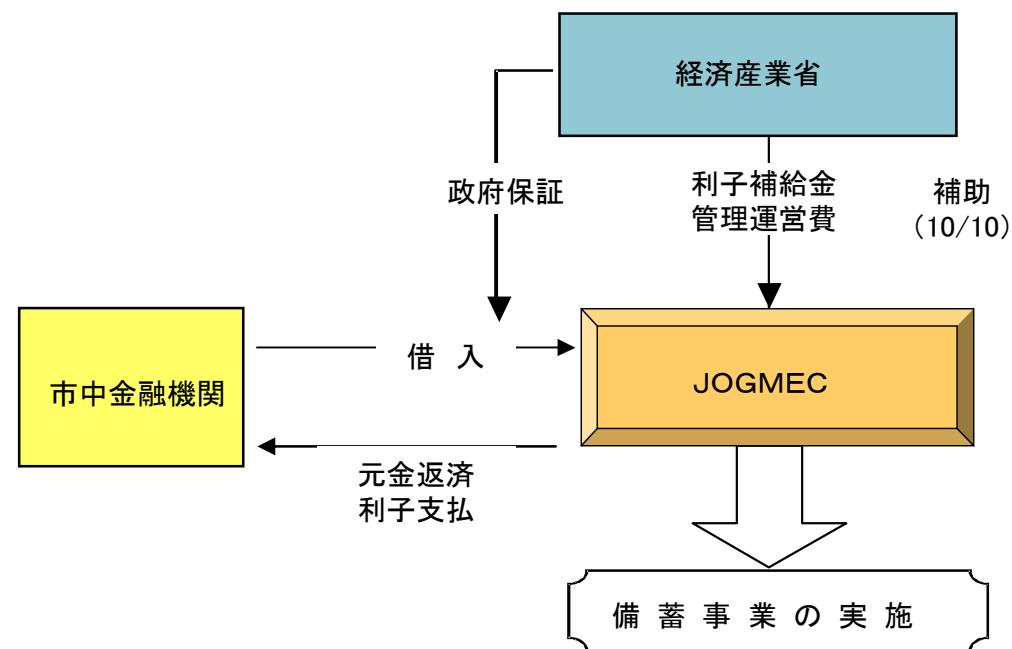 経済産業省
政府保証
利子補給金
管理運営費
補助
（10/10）
借 入
市中金融機関
ＪＯＧＭＥＣ
元金返済
利子支払
備 蓄 事 業 の 実 施